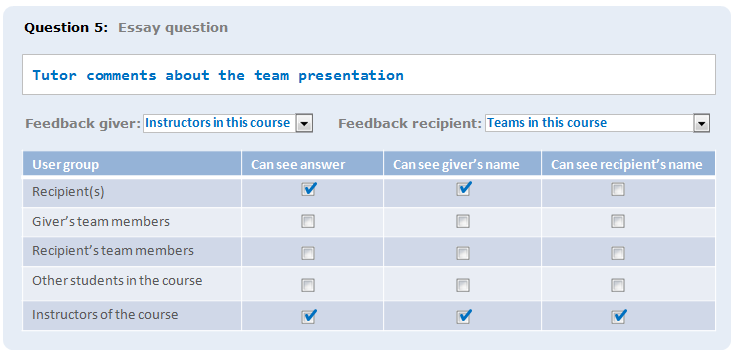 Question 5: Essay question
Tutor comments about the team presentation
Feedback giver: Instructors in this course Feedback recipient: Teams in this course
User group Can see answer Can see giver's name Can see recipient's name
Recipient(s)
Giver's team members
Recipient's team members
Other students in the course
Instructors of the course